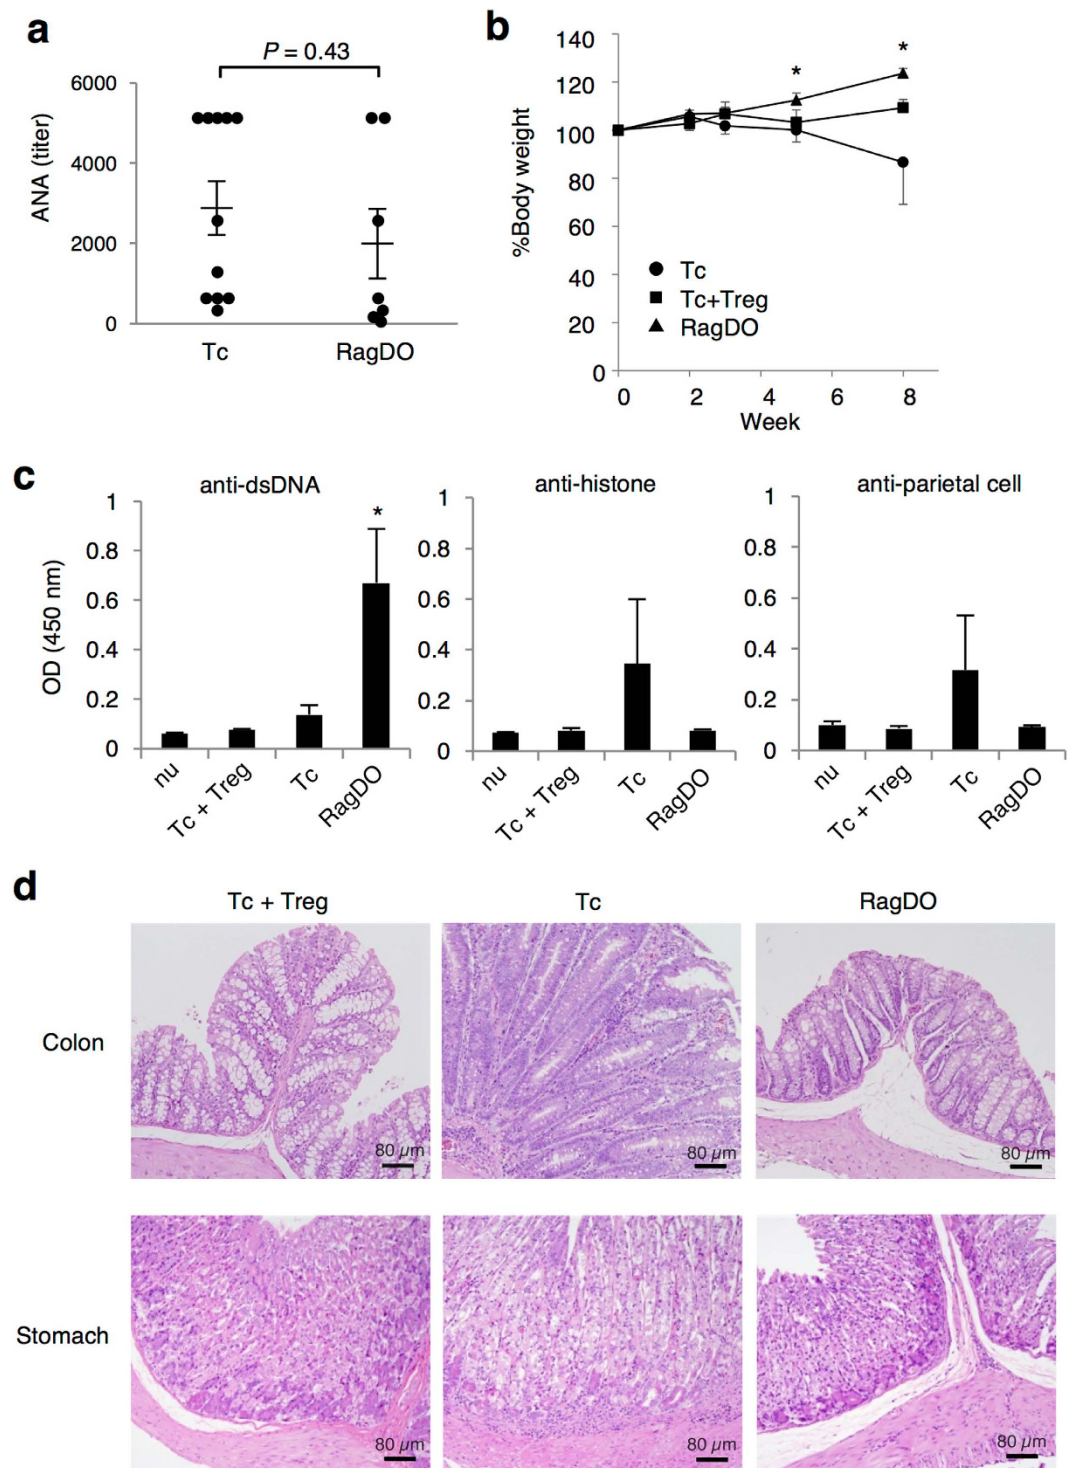 a
P = 0.43
6000
4000
2000
0
ANA (titer)
Tc
RagDO
b
140
120
100
80
60
40
20
0
%Body weight
*
*
Tc
Tc+Treg
RagDO
0
2
4
6
8
Week
c
anti-dsDNA
1
0.8
0.6
0.4
0.2
0
OD (450 nm)
*
nu
Tc + Treg
Tc
RagDO
anti-histone
1
0.8
0.6
0.4
0.2
0
nu
Tc + Treg
Tc
RagDO
anti-parietal cell
1
0.8
0.6
0.4
0.2
0
nu
Tc + Treg
Tc
RagDO
d
Tc + Treg
Tc
RagDO
Colon
80 µm
80 µm
80 µm
Stomach
80 µm
80 µm
80 µm